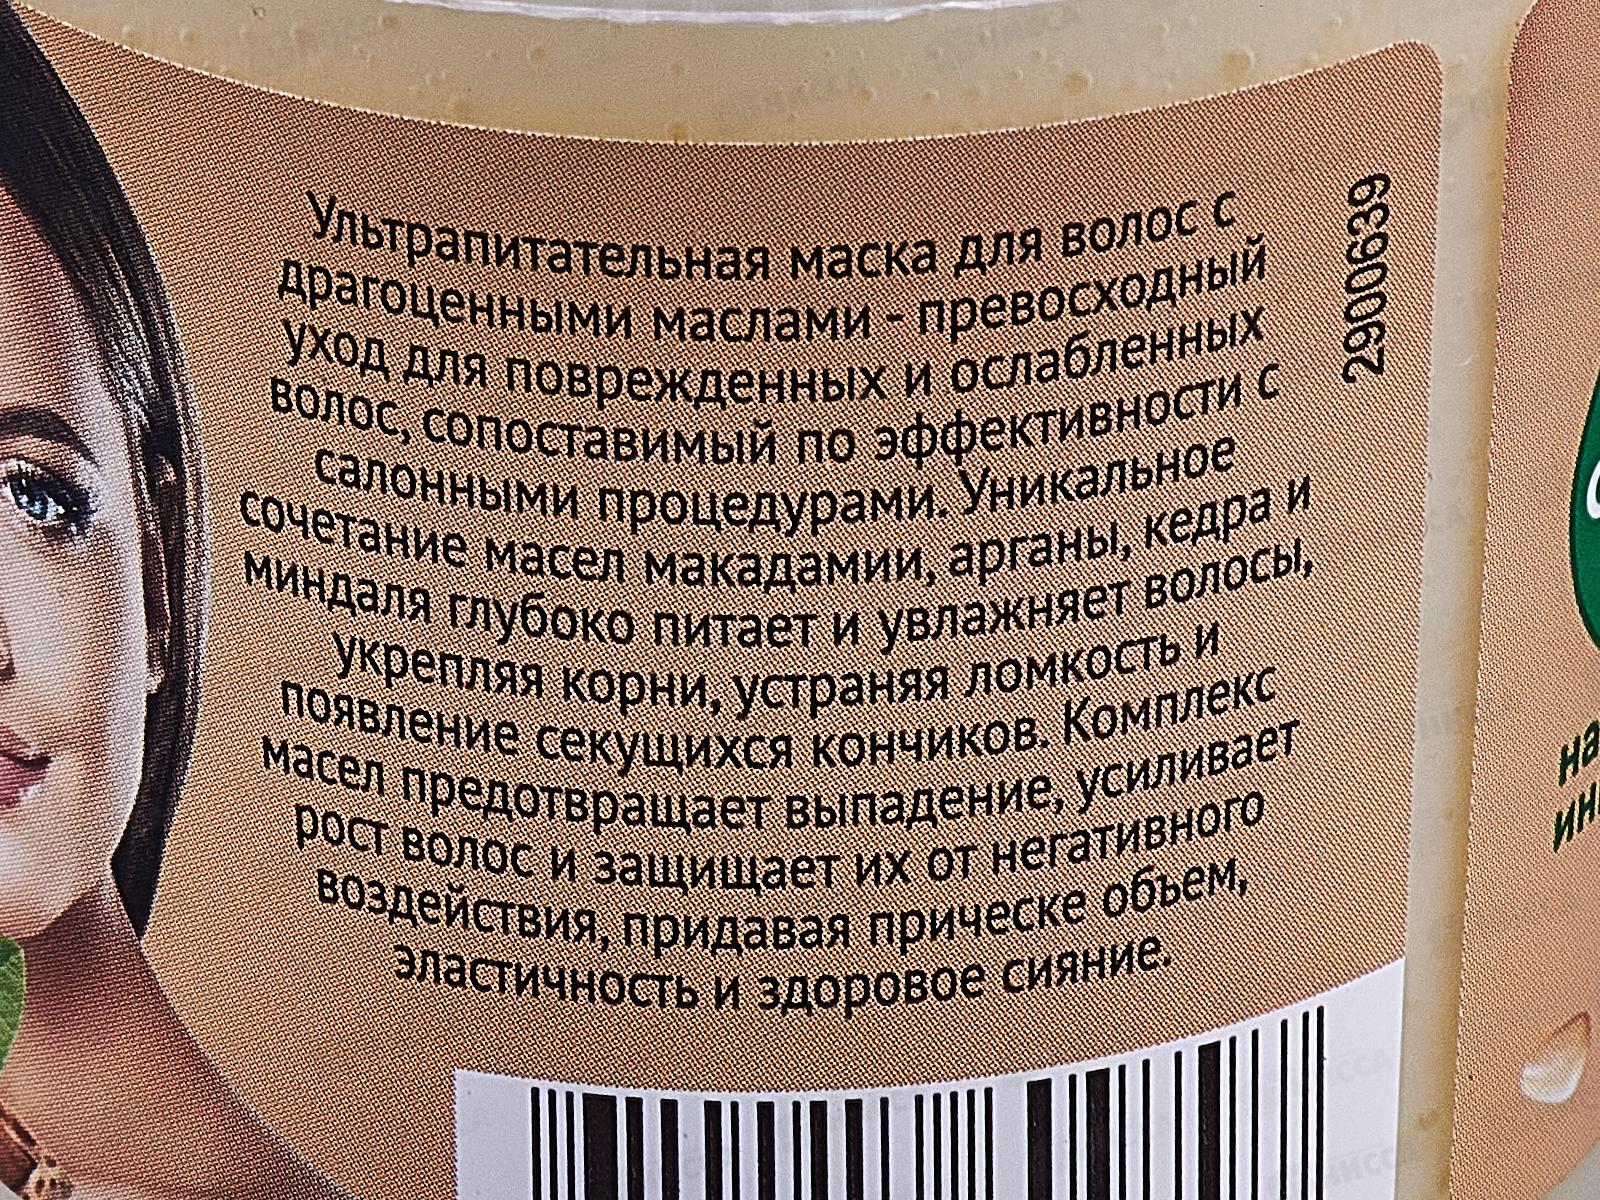 Ультрапитательная маска для волос с
драгоценными маслами - превосходный
уход для поврежденных и ослабленных
волос, сопоставимый по эффективности с
салонными процедурами. Уникальное
сочетание масел макадамии, арганы, кедра и
миндаля глубоко питает и увлажняет волосы,
укрепляя корни, устраняя ломкость и
появление секущихся кончиков. Комплекс
масел предотвращает выпадение, усиливает
рост волос и защищает их от негативного
воздействия, придавая прическе объем,
эластичность и здоровое сияние.
2900639